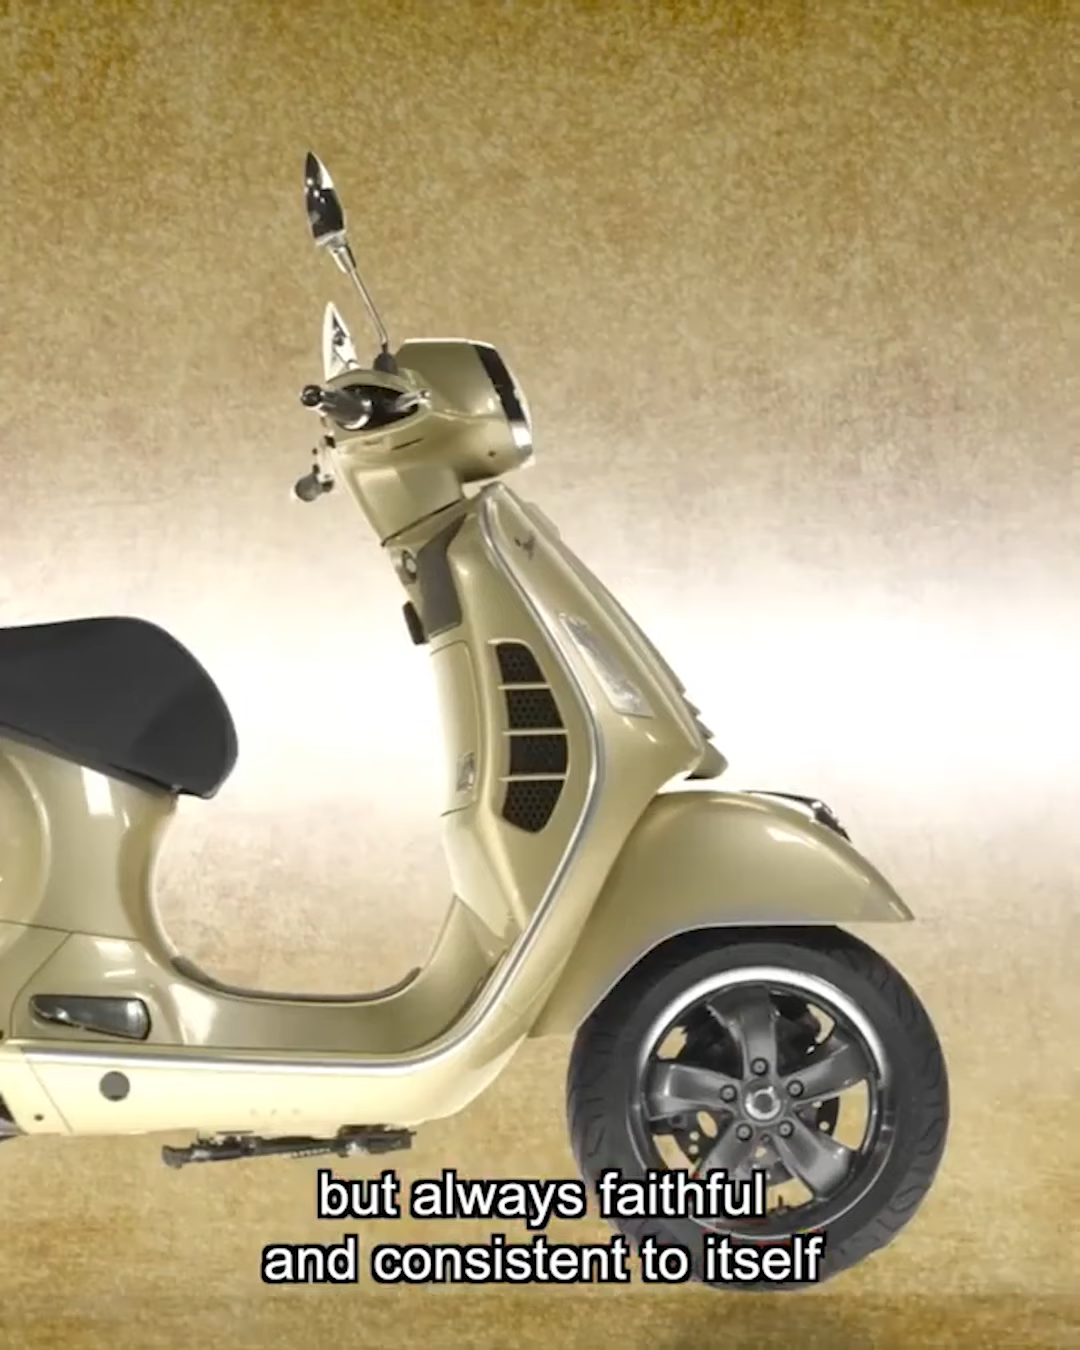 but always faithful
and consistent to itself